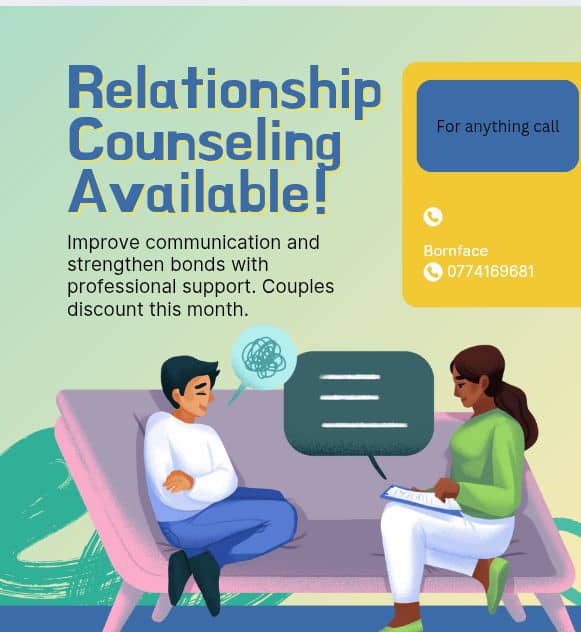 Relationship
Counseling
Available!
Improve communication and
strengthen bonds with
professional support. Couples
discount this month.
For anything call
Bornface
0774169681